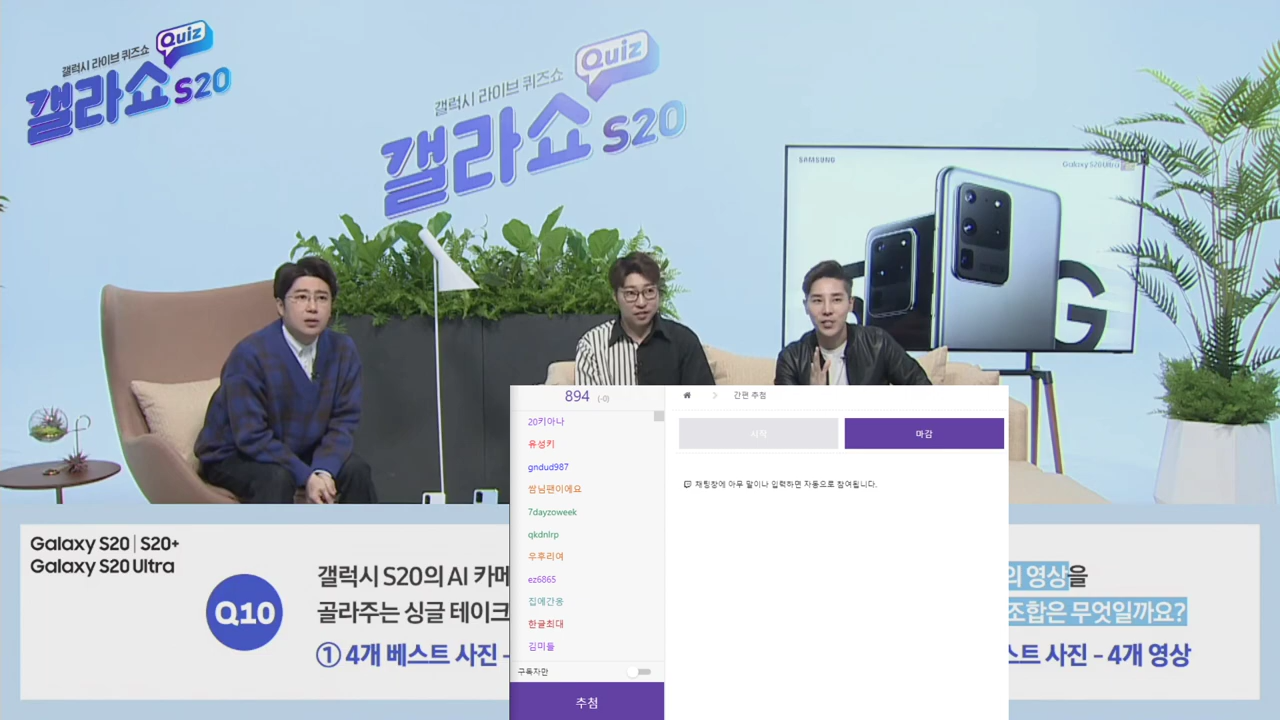 갤럭시 라이브 퀴즈쇼
Quiz
갤라쇼 S20
갤럭시 라이브 퀴즈쇼
Quiz
갤라쇼 S20
SAMSUNG
Galaxy S20 Ultra
G
894 (-0)
20키아나
유성키
gndud987
쌈님팬이에요
7dayzoweek
qkdnlrp
우후리여
ez6865
집에간옹
한글최대
김미들
구독자만
추첨
간편 추첨
시작
마감
채팅창에 아무 말이나 입력하면 자동으로 참여됩니다.
Galaxy S20 | S20+
Galaxy S20 Ultra
Q10
갤럭시 S20의 AI 카메
의 영상을
골라주는 싱글 테이크
조합은 무엇일까요?
① 4개 베스트 사진 -
스트 사진 - 4개 영상